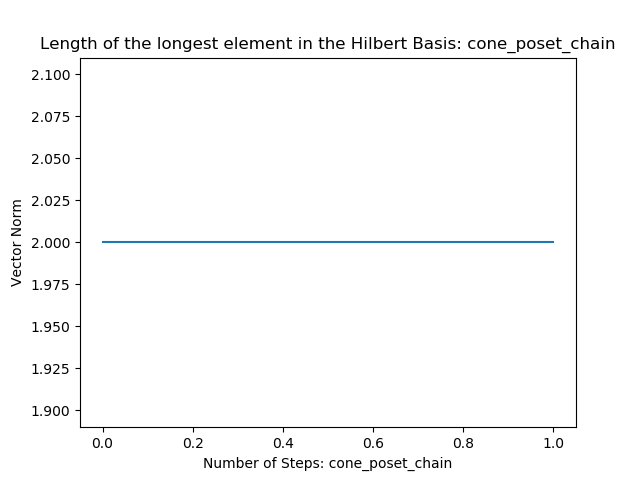 Length of the longest element in the Hilbert Basis: cone_poset_chain
2.100
2.075
2.050
2.025
2.000
1.975
1.950
1.925
1.900
Vector Norm
0.0 0.2 0.4 0.6 0.8 1.0
Number of Steps: cone_poset_chain